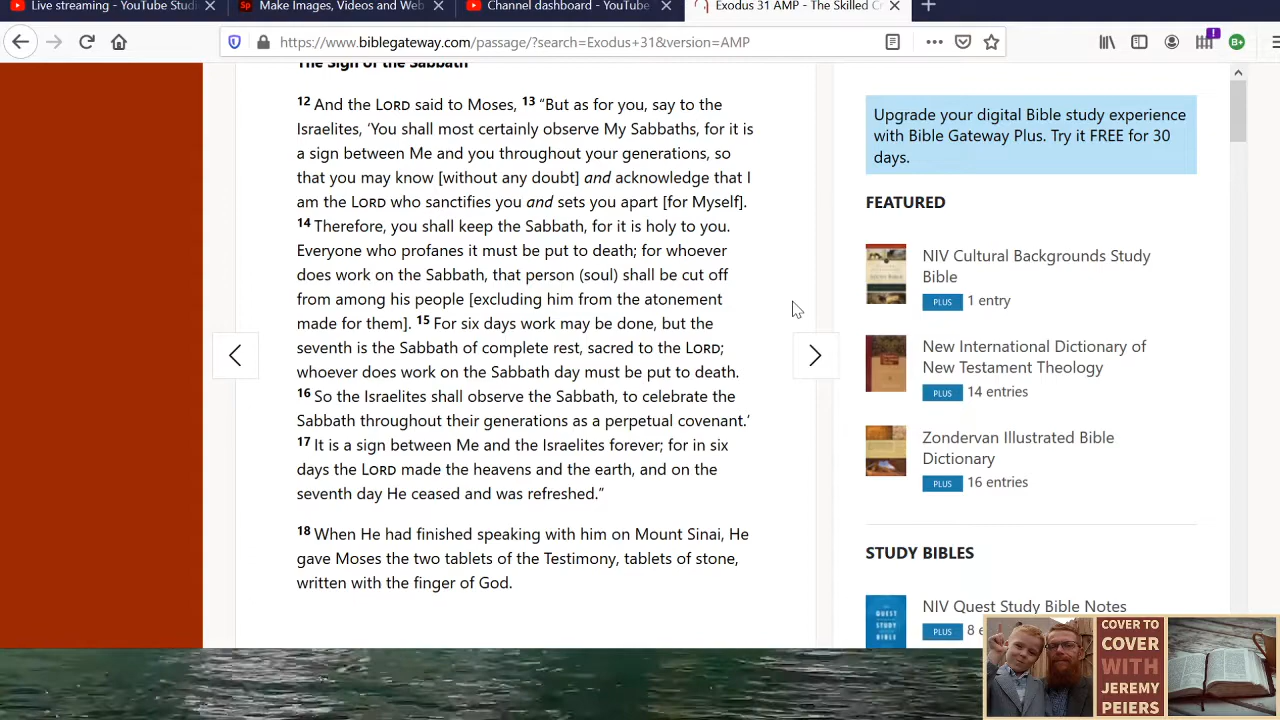 Live streaming - YouTube Studi
Sp Make Images, Videos and Web
Channel dashboard - YouTube
Exodus 31 AMP - The Skilled Cr
https://www.biblegateway.com/passage/?search=Exodus+31&version=AMP
The Sign of the Sabbath
12 And the LORD said to Moses, 13 “But as for you, say to the
Israelites, ‘You shall most certainly observe My Sabbaths, for it is
a sign between Me and you throughout your generations, so
that you may know [without any doubt] and acknowledge that I
am the LORD who sanctifies you and sets you apart [for Myself].
14 Therefore, you shall keep the Sabbath, for it is holy to you.
Everyone who profanes it must be put to death; for whoever
does work on the Sabbath, that person (soul) shall be cut off
from among his people [excluding him from the atonement
made for them]. 15 For six days work may be done, but the
seventh is the Sabbath of complete rest, sacred to the LORD;
whoever does work on the Sabbath day must be put to death.
16 So the Israelites shall observe the Sabbath, to celebrate the
Sabbath throughout their generations as a perpetual covenant.’
17 It is a sign between Me and the Israelites forever; for in six
days the LORD made the heavens and the earth, and on the
seventh day He ceased and was refreshed.”
18 When He had finished speaking with him on Mount Sinai, He
gave Moses the two tablets of the Testimony, tablets of stone,
written with the finger of God.
Upgrade your digital Bible study experience
with Bible Gateway Plus. Try it FREE for 30
days.
FEATURED
NIV Cultural Backgrounds Study
Bible
PLUS 1 entry
New International Dictionary of
New Testament Theology
PLUS 14 entries
Zondervan Illustrated Bible
Dictionary
PLUS 16 entries
STUDY BIBLES
NIV Quest Study Bible Notes
PLUS 8 e
QUEST
STUDY
BIBLE
COVER TO
COVER
WITH
JEREMY
PEIERS